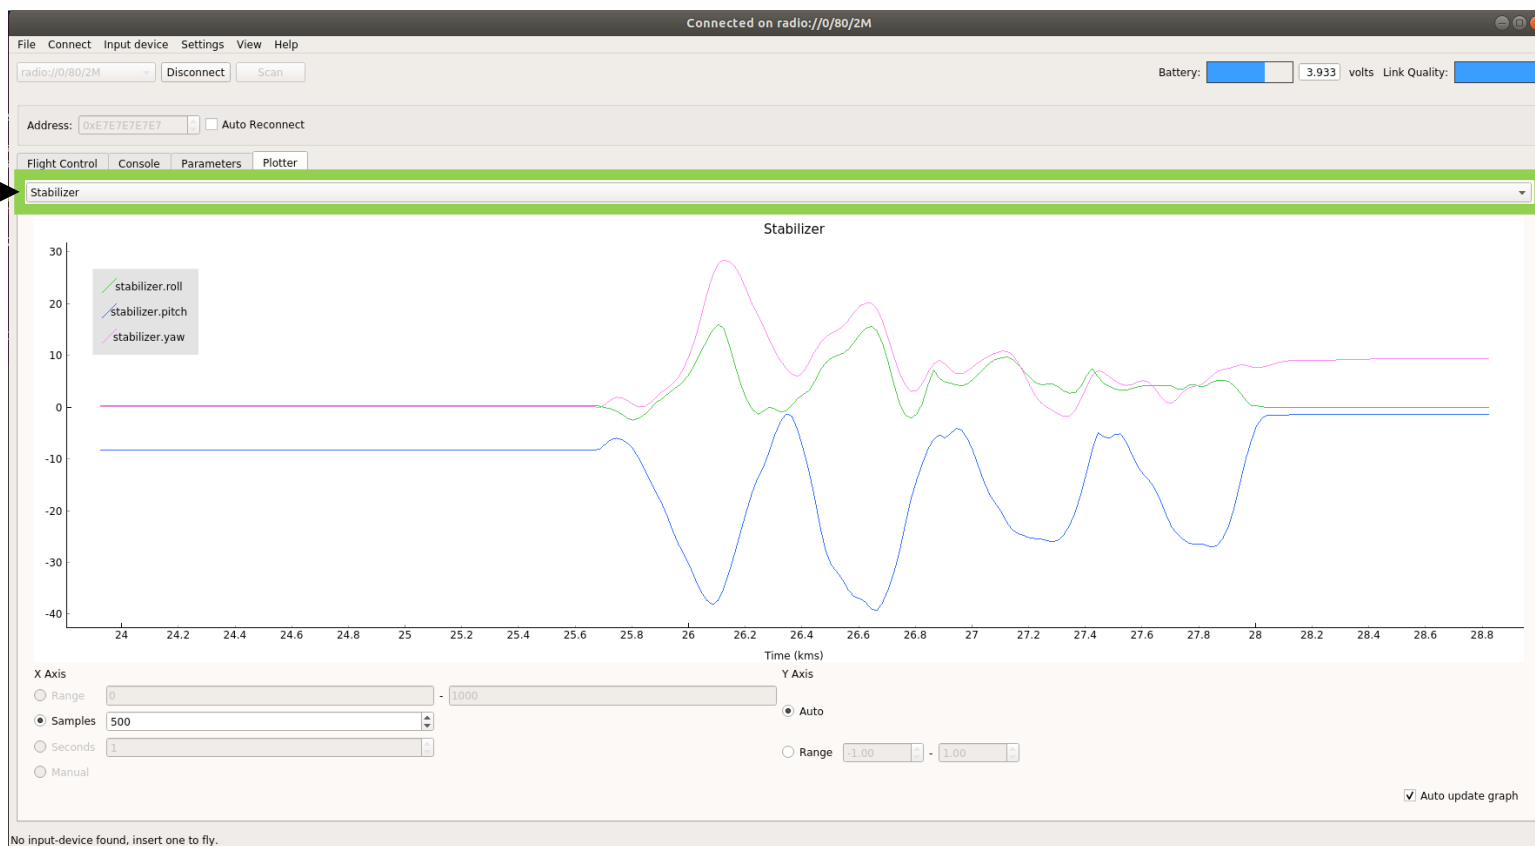 Connected on radio://0/80/2M
File Connect Input device Settings View Help
radio://0/80/2M Disconnect Scan Battery: 3.933 volts Link Quality:
Address: 0xE7E7E7E7E7 Auto Reconnect
Flight Control Console Parameters Plotter
Stabilizer
Stabilizer
30
20
10
0
-10
-20
-30
-40
stabilizer.roll
stabilizer.pitch
stabilizer.yaw
24 24.2 24.4 24.6 24.8 25 25.2 25.4 25.6 25.8 26 26.2 26.4 26.6 26.8 27 27.2 27.4 27.6 27.8 28 28.2 28.4 28.6 28.8
Time (kms)
X Axis Y Axis
Range 0 - 1000
Auto
Samples 500
Seconds 1
Range -1.00 - 1.00
Manual
Auto update graph
No input-device found, insert one to fly.